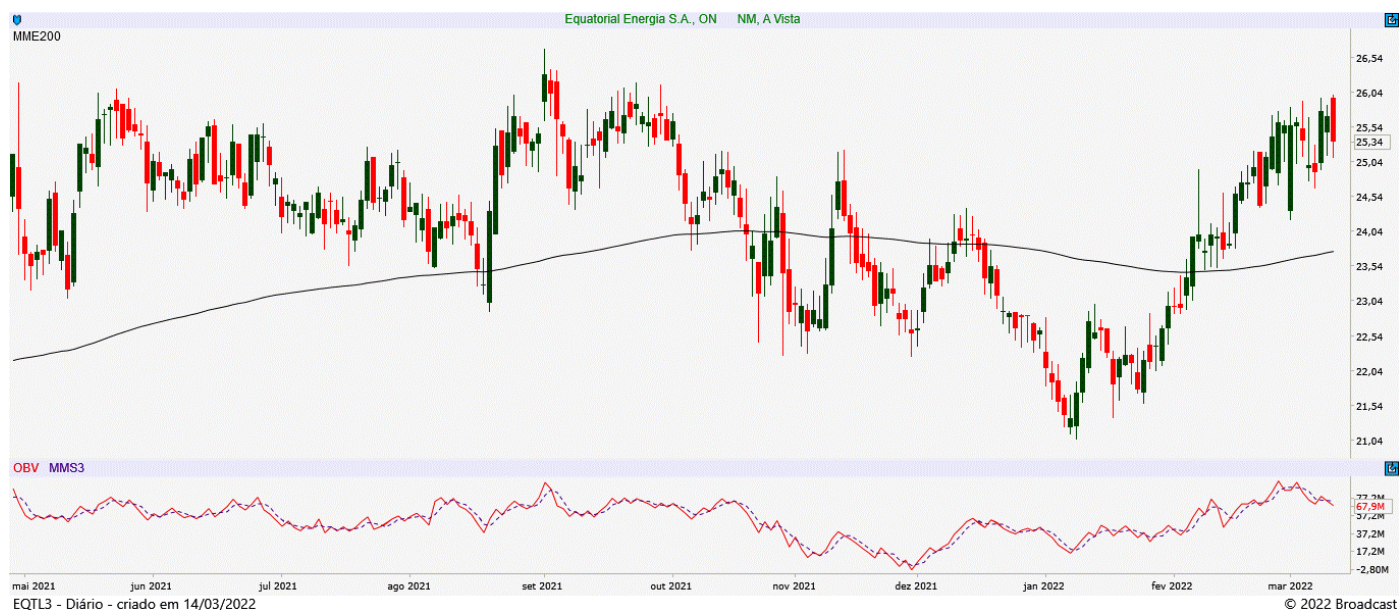 Equatorial Energia S.A., ON NM, A Vista
MME200
26,54
26,04
25,54
25,34
25,04
24,54
24,04
23,54
23,04
22,54
22,04
21,54
21,04
OBV MMS3
77,2M
67,9M
57,2M
37,2M
17,2M
-2,80M
mai 2021 jun 2021 jul 2021 ago 2021 set 2021 out 2021 nov 2021 dez 2021 jan 2022 fev 2022 mar 2022
EQTL3 - Diário - criado em 14/03/2022 © 2022 Broadcast